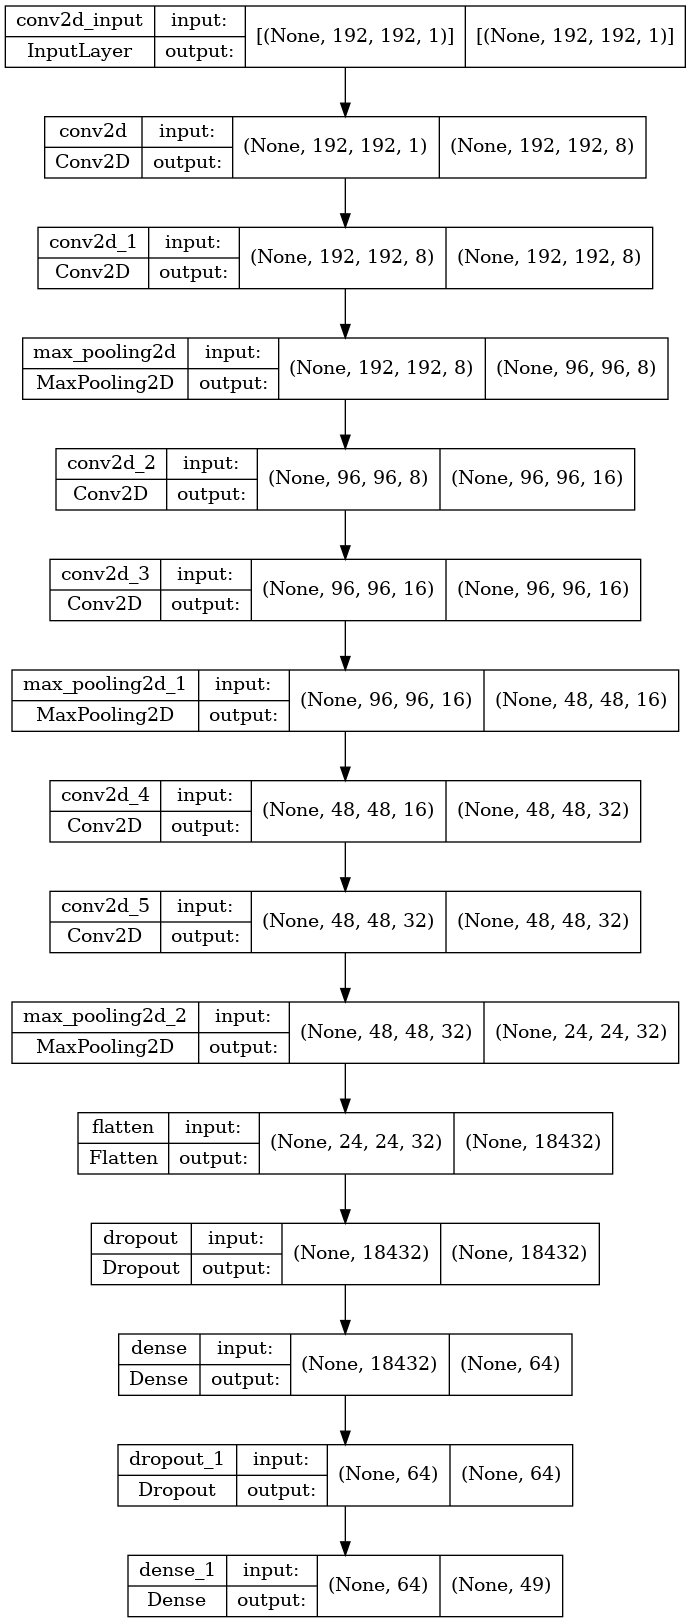 conv2d_input input: [(None, 192, 192, 1)] [(None, 192, 192, 1)]
InputLayer output:
conv2d input: (None, 192, 192, 1) (None, 192, 192, 8)
Conv2D output:
conv2d_1 input: (None, 192, 192, 8) (None, 192, 192, 8)
Conv2D output:
max_pooling2d input: (None, 192, 192, 8) (None, 96, 96, 8)
MaxPooling2D output:
conv2d_2 input: (None, 96, 96, 8) (None, 96, 96, 16)
Conv2D output:
conv2d_3 input: (None, 96, 96, 16) (None, 96, 96, 16)
Conv2D output:
max_pooling2d_1 input: (None, 96, 96, 16) (None, 48, 48, 16)
MaxPooling2D output:
conv2d_4 input: (None, 48, 48, 16) (None, 48, 48, 32)
Conv2D output:
conv2d_5 input: (None, 48, 48, 32) (None, 48, 48, 32)
Conv2D output:
max_pooling2d_2 input: (None, 48, 48, 32) (None, 24, 24, 32)
MaxPooling2D output:
flatten input: (None, 24, 24, 32) (None, 18432)
Flatten output:
dropout input: (None, 18432) (None, 18432)
Dropout output:
dense input: (None, 18432) (None, 64)
Dense output:
dropout_1 input: (None, 64) (None, 64)
Dropout output:
dense_1 input: (None, 64) (None, 49)
Dense output: